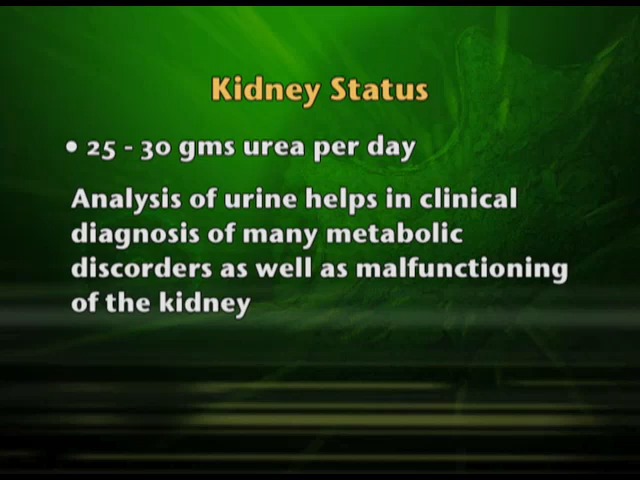 Kidney Status
• 25 - 30 gms urea per day
Analysis of urine helps in clinical
diagnosis of many metabolic
discorders as well as malfunctioning
of the kidney